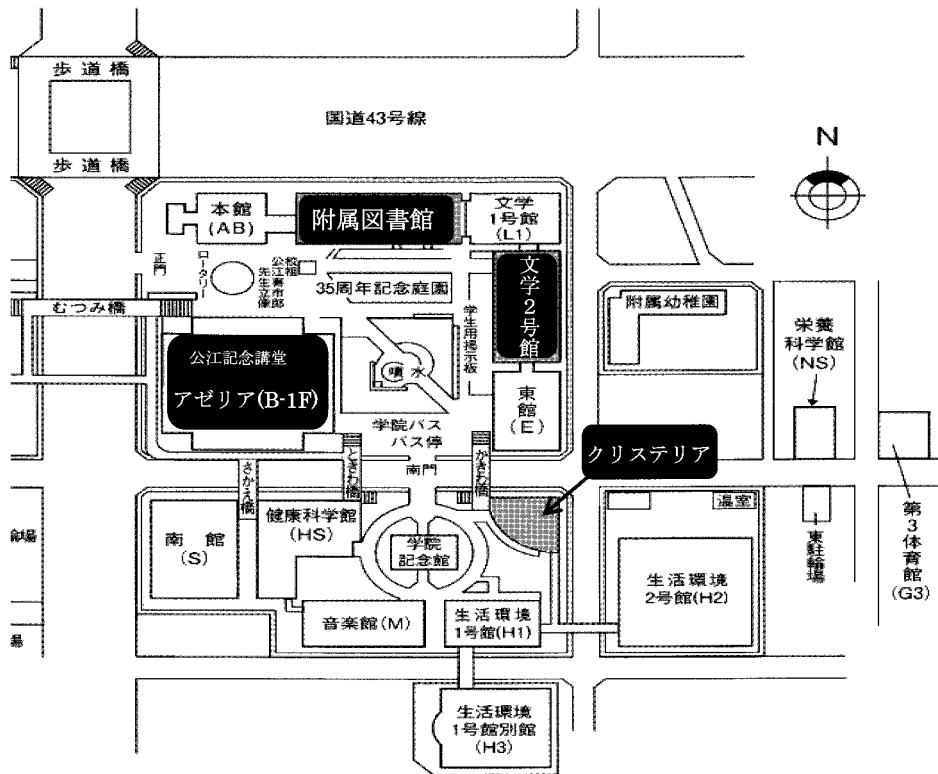 歩道橋
国道43号線
歩道橋
N
本館
(AB)
附属図書館
文学
1号館
(L1)
正門
ロータリー
校祖
公江喜市郎
先生立像
35周年記念庭園
文学2号館
学生用掲示板
附属幼稚園
栄養
科学館
(NS)
むつみ橋
公江記念講堂
アゼリア(B-1F)
噴水
東館
(E)
学院バス
バス停
南門
クリステリア
さかえ橋
ときわ橋
かきわ橋
南館
(S)
健康科学館
(HS)
学院
記念館
温室
東駐輪場
第3体育館
(G3)
生活環境
2号館(H2)
音楽館(M)
生活環境
1号館(H1)
生活環境
1号館別館
(H3)